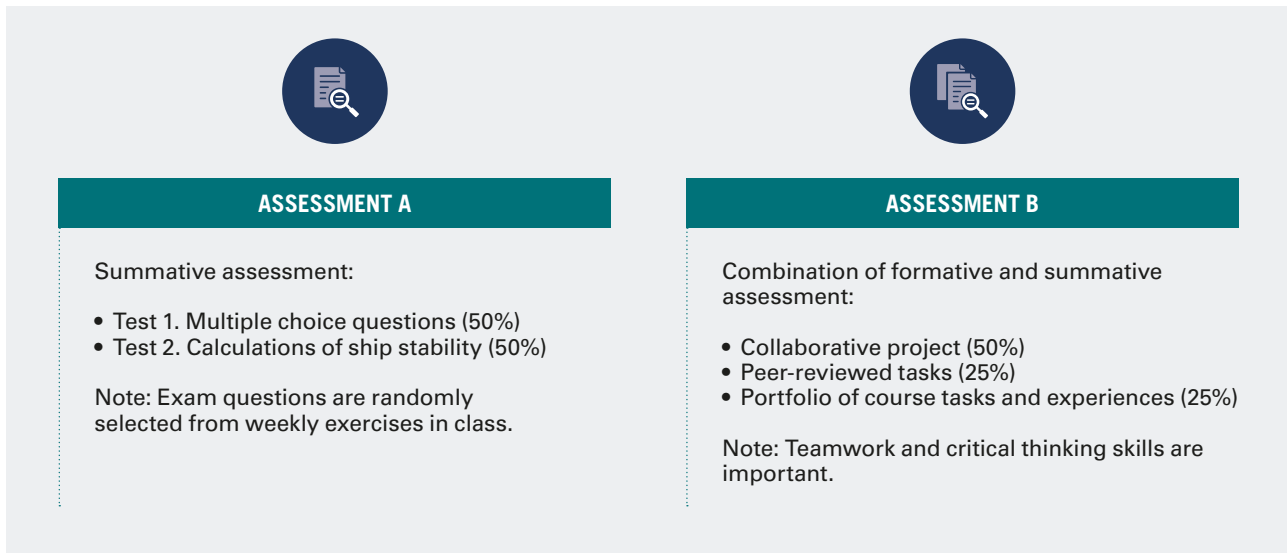 ASSESSMENT A
Summative assessment:
• Test 1. Multiple choice questions (50%)
• Test 2. Calculations of ship stability (50%)
Note: Exam questions are randomly
selected from weekly exercises in class.
ASSESSMENT B
Combination of formative and summative
assessment:
• Collaborative project (50%)
• Peer-reviewed tasks (25%)
• Portfolio of course tasks and experiences (25%)
Note: Teamwork and critical thinking skills are
important.